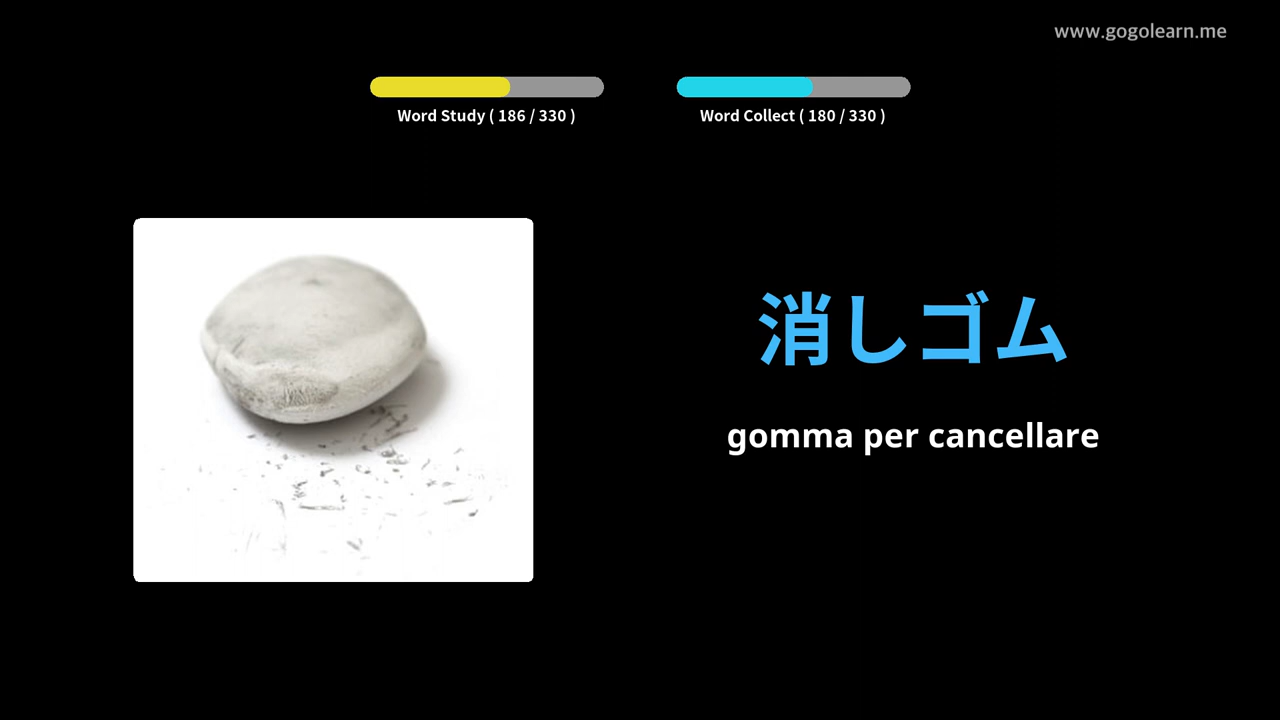 www.gogolearn.me
Word Study ( 186 / 330 )
Word Collect ( 180 / 330 )
消しゴム
gomma per cancellare